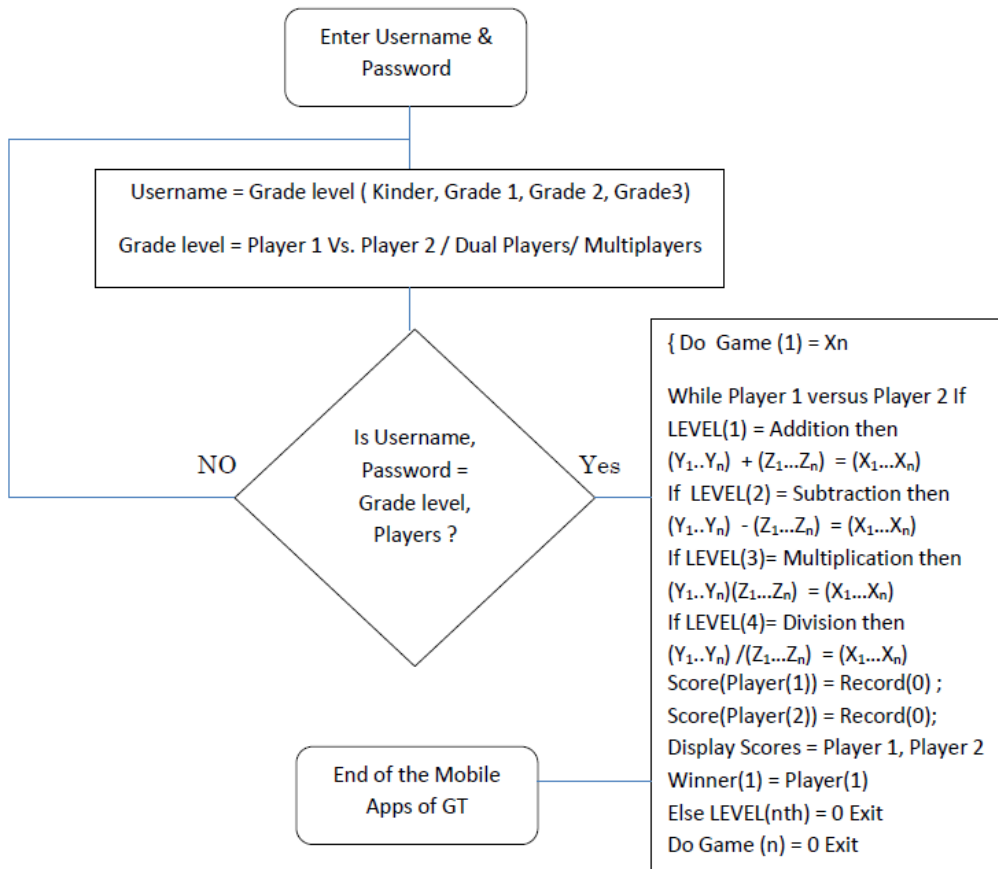 Enter Username &
Password
Username = Grade level ( Kinder, Grade 1, Grade 2, Grade3)
Grade level = Player 1 Vs. Player 2 / Dual Players/ Multiplayers
Is Username,
Password =
Grade level,
Players ?
NO
Yes
{ Do  Game (1) = Xn
While Player 1 versus Player 2 If
LEVEL(1) = Addition then
(Y₁..Yₙ) + (Z₁...Zₙ) = (X₁...Xₙ)
If  LEVEL(2) = Subtraction then
(Y₁..Yₙ) - (Z₁...Zₙ) = (X₁...Xₙ)
If LEVEL(3)= Multiplication then
(Y₁..Yₙ)(Z₁...Zₙ) = (X₁...Xₙ)
If LEVEL(4)= Division then
(Y₁..Yₙ) /(Z₁...Zₙ) = (X₁...Xₙ)
Score(Player(1)) = Record(0) ;
Score(Player(2)) = Record(0);
Display Scores = Player 1, Player 2
Winner(1) = Player(1)
Else LEVEL(nth) = 0 Exit
Do Game (n) = 0 Exit
End of the Mobile
Apps of GT